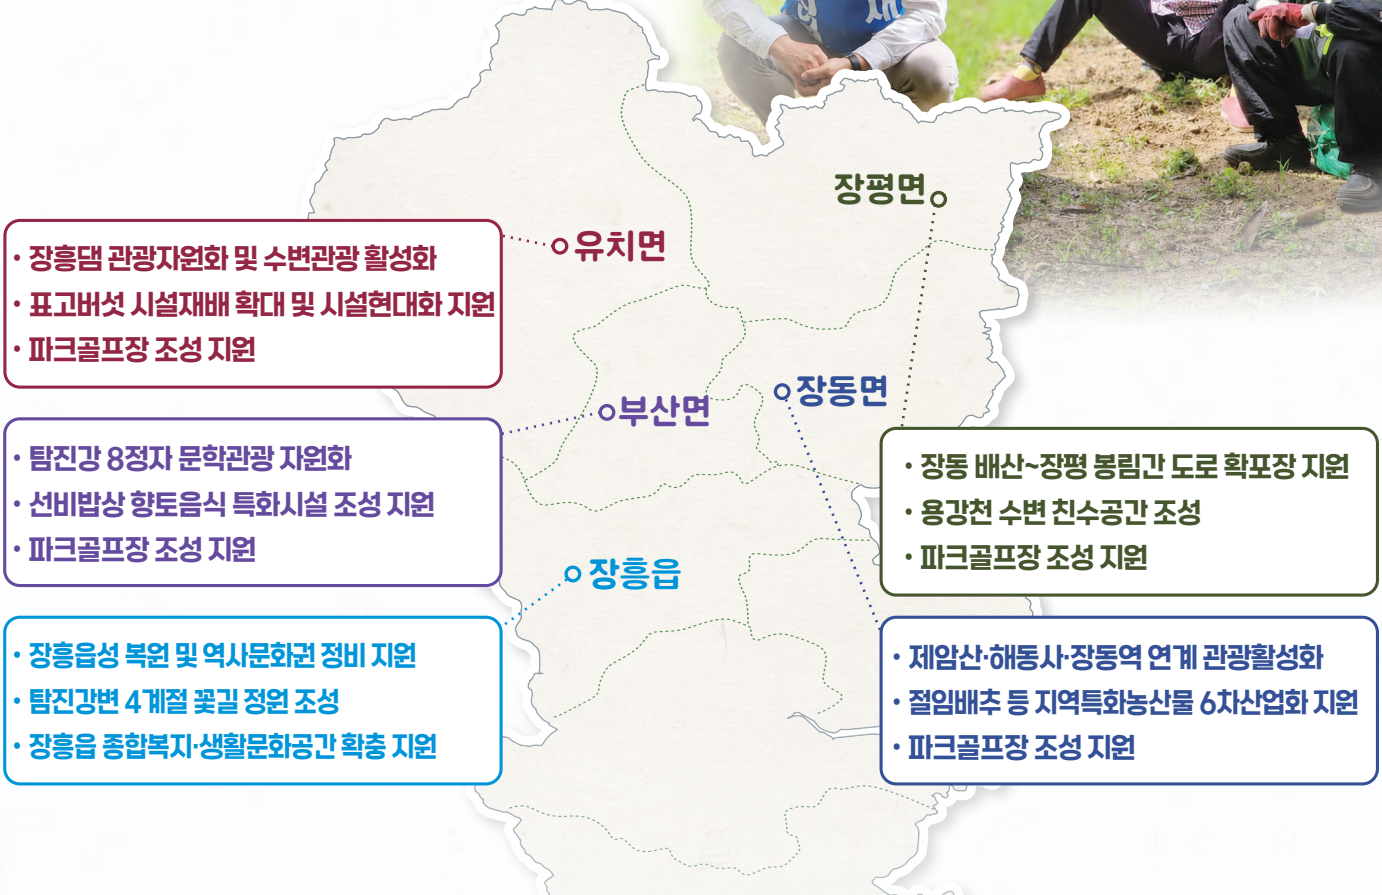 장평면
유치면
· 장흥댐 관광자원화 및 수변관광 활성화
· 표고버섯 시설재배 확대 및 시설현대화 지원
· 파크골프장 조성 지원
장동면
부산면
· 탐진강 8정자 문학관광 자원화
· 선비밥상 향토음식 특화시설 조성 지원
· 파크골프장 조성 지원
· 장동 배산~장평 봉림간 도로 확포장 지원
· 용강천 수변 친수공간 조성
· 파크골프장 조성 지원
장흥읍
· 장흥읍성 복원 및 역사문화권 정비 지원
· 탐진강변 4계절 꽃길 정원 조성
· 장흥읍 종합복지·생활문화공간 확충 지원
· 제암산·해동사·장동역 연계 관광활성화
· 절임배추 등 지역특화농산물 6차산업화 지원
· 파크골프장 조성 지원